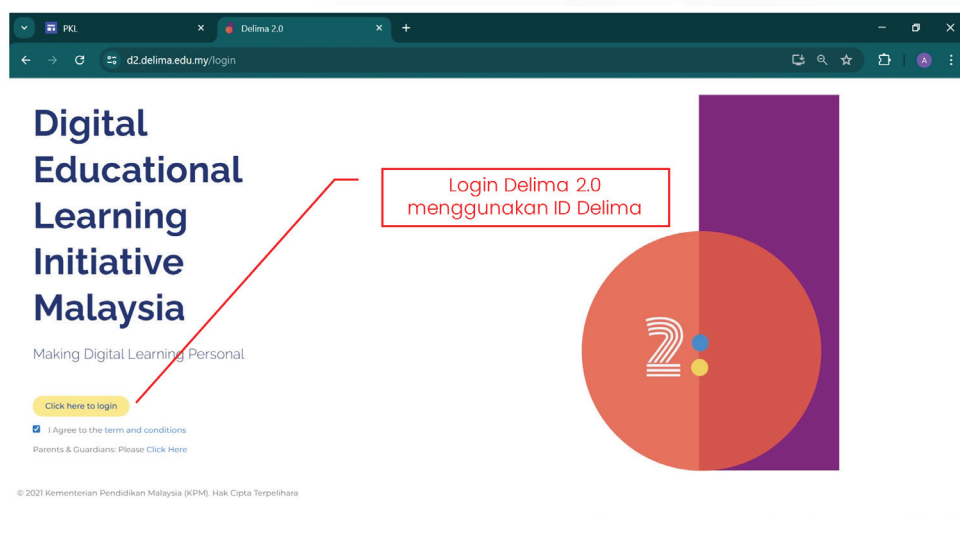 PKL
Delima 2.0
d2.delima.edu.my/login
A
Digital
Educational
Learning
Initiative
Malaysia
Login Delima 2.0
menggunakan ID Delima
2
Making Digital Learning Personal
Click here to login
I Agree to the term and conditions
Parents & Guardians: Please Click Here
© 2021 Kementerian Pendidikan Malaysia (KPM). Hak Cipta Terpelihara